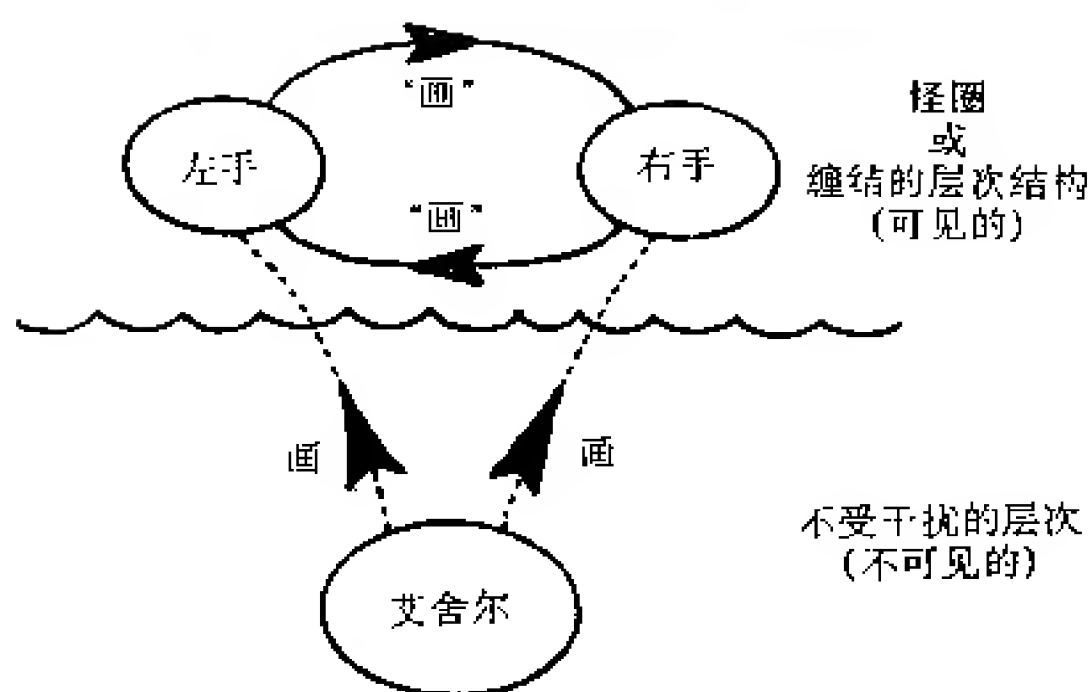 “画”
左手
右手
“画”
怪圈
或
缠结的层次结构
(可见的)
画
画
艾舍尔
不受干扰的层次
(不可见的)